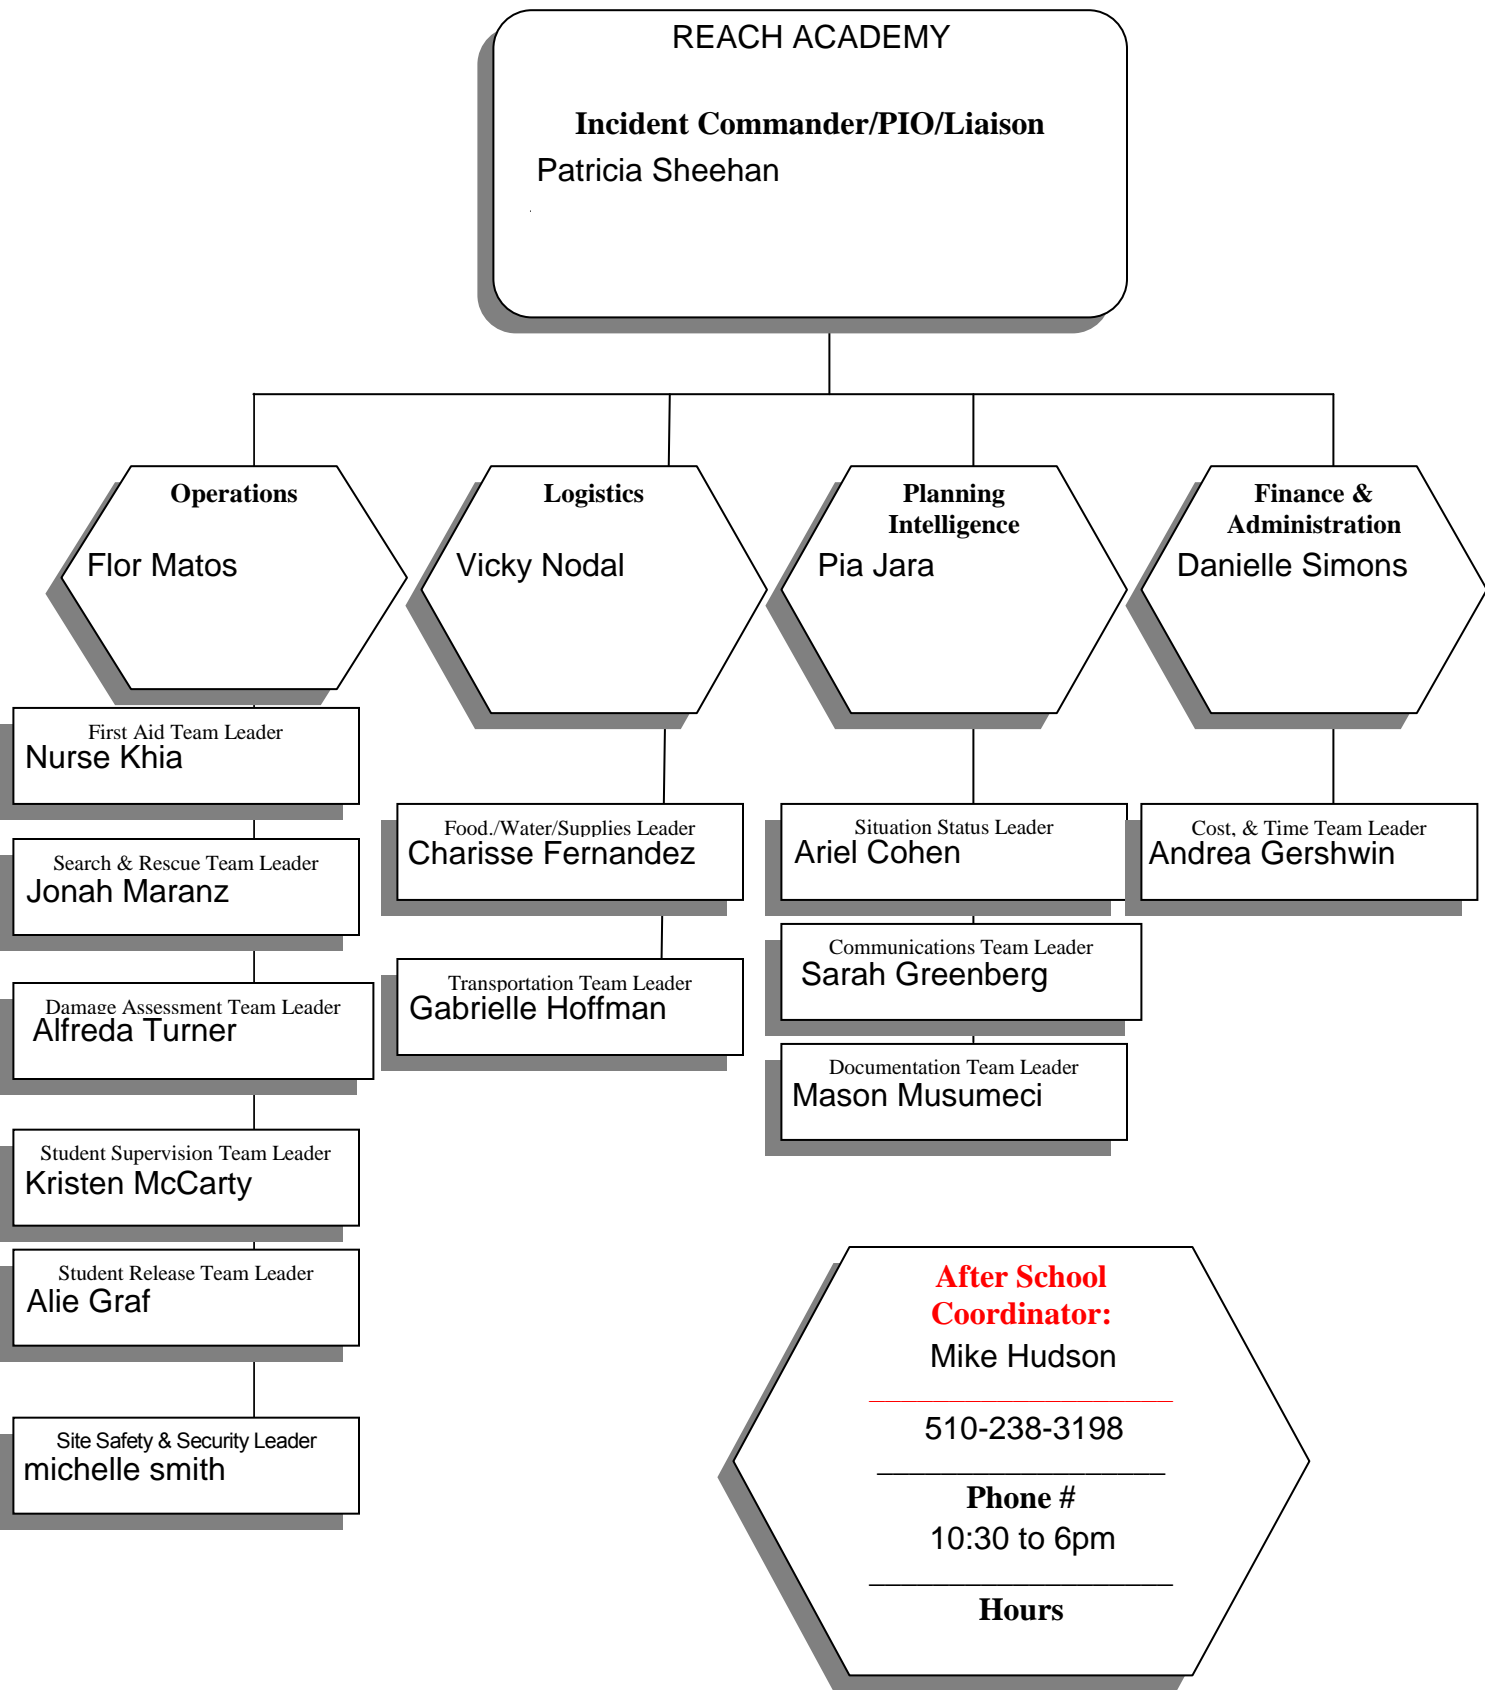 REACH ACADEMY
Incident Commander/PIO/Liaison
Patricia Sheehan
Operations
Flor Matos
Logistics
Vicky Nodal
Planning
Intelligence
Pia Jara
Finance &
Administration
Danielle Simons
First Aid Team Leader
Nurse Khia
Search & Rescue Team Leader
Jonah Maranz
Damage Assessment Team Leader
Alfreda Turner
Student Supervision Team Leader
Kristen McCarty
Student Release Team Leader
Alie Graf
Site Safety & Security Leader
michelle smith
Food./Water/Supplies Leader
Charisse Fernandez
Transportation Team Leader
Gabrielle Hoffman
Situation Status Leader
Ariel Cohen
Communications Team Leader
Sarah Greenberg
Documentation Team Leader
Mason Musumeci
Cost, & Time Team Leader
Andrea Gershwin
After School
Coordinator:
Mike Hudson
510-238-3198
Phone #
10:30 to 6pm
Hours